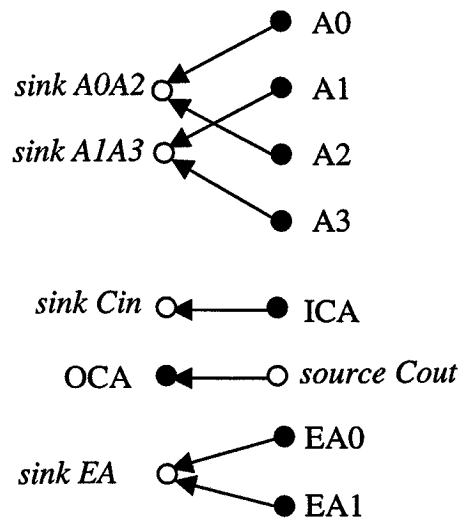 A0
sink A0A2
A1
sink A1A3
A2
A3
sink Cin
ICA
OCA
source Cout
EA0
sink EA
EA1